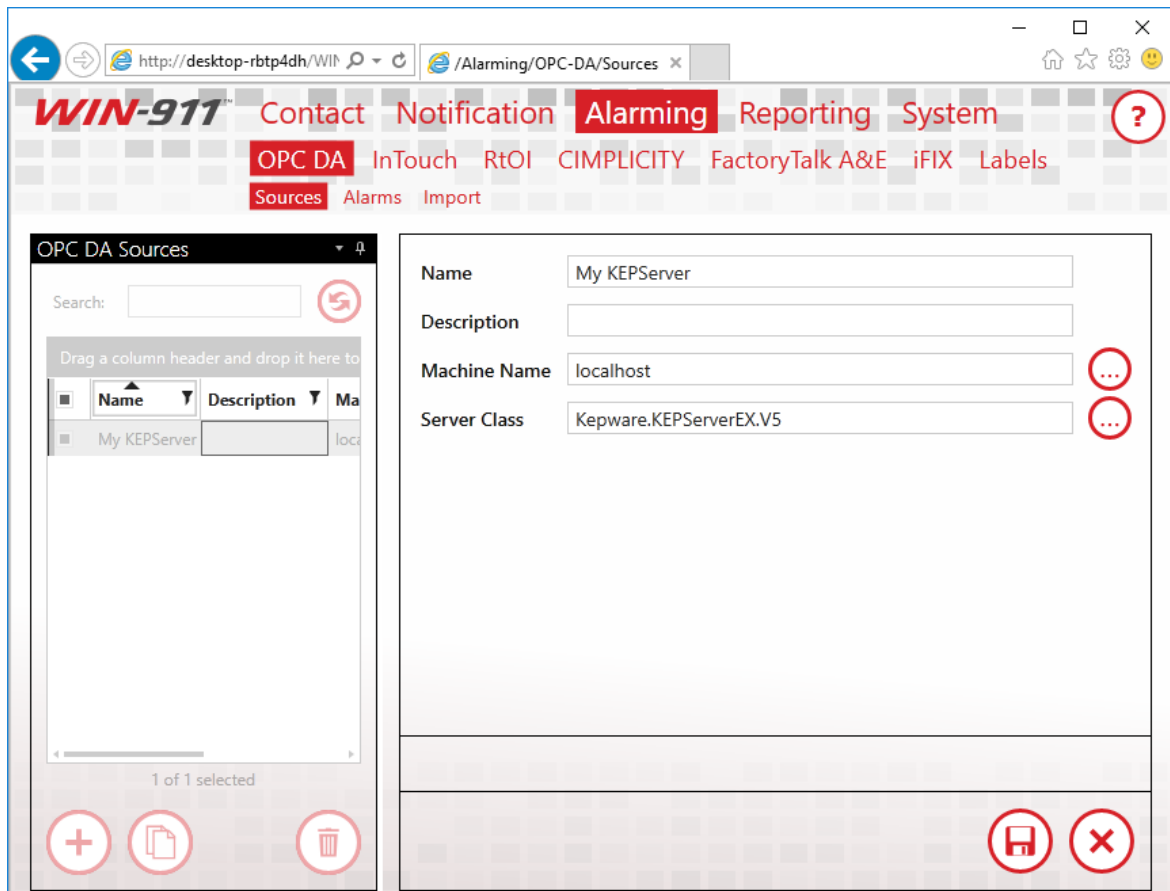 http://desktop-rbtp4dh/WIN
/Alarming/OPC-DA/Sources
WIN-911™ Contact Notification Alarming Reporting System ?
OPC DA InTouch RtOI CIMPLICITY FactoryTalk A&E iFIX Labels
Sources Alarms Import
OPC DA Sources
Search:
Drag a column header and drop it here to
Name Description Ma
My KEPServer loca
1 of 1 selected
Name My KEPServer
Description
Machine Name localhost ...
Server Class Kepware.KEPServerEX.V5 ...